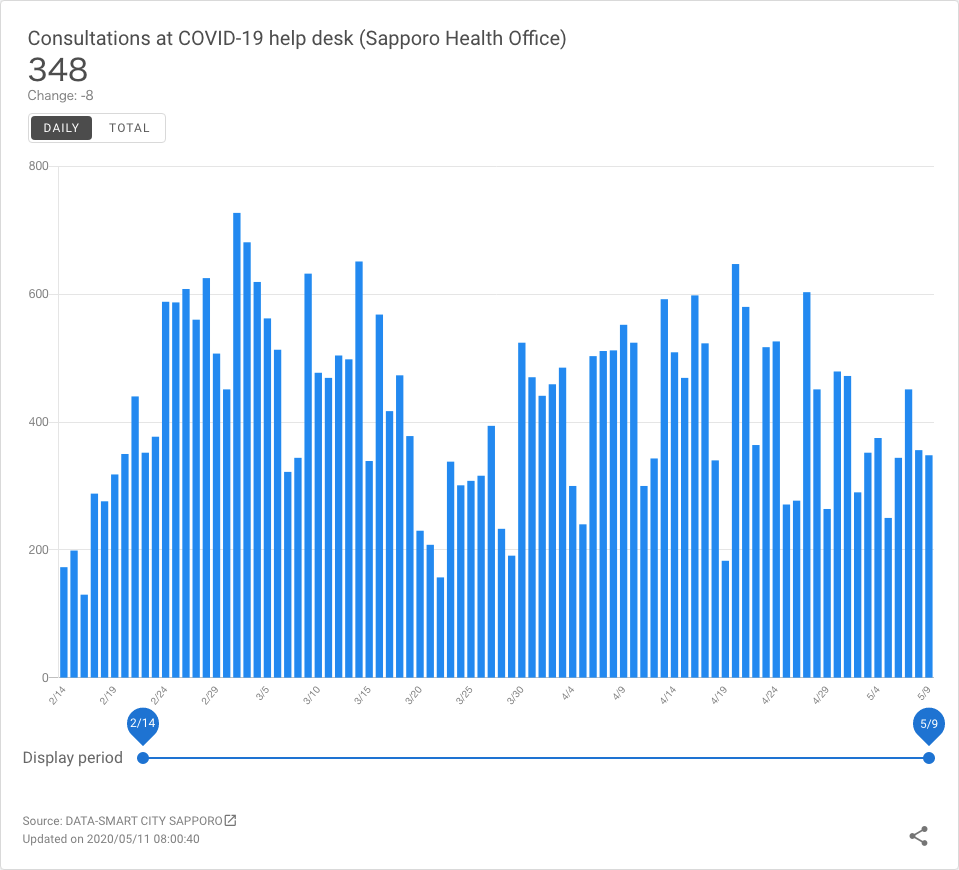 Consultations at COVID-19 help desk (Sapporo Health Office)
348
Change: -8
DAILY TOTAL
800
600
400
200
0
2/14 2/19 2/24 2/29 3/5 3/10 3/15 3/20 3/25 3/30 4/4 4/9 4/14 4/19 4/24 4/29 5/4 5/9
2/14 5/9
Display period
Source: DATA-SMART CITY SAPPORO
Updated on 2020/05/11 08:00:40